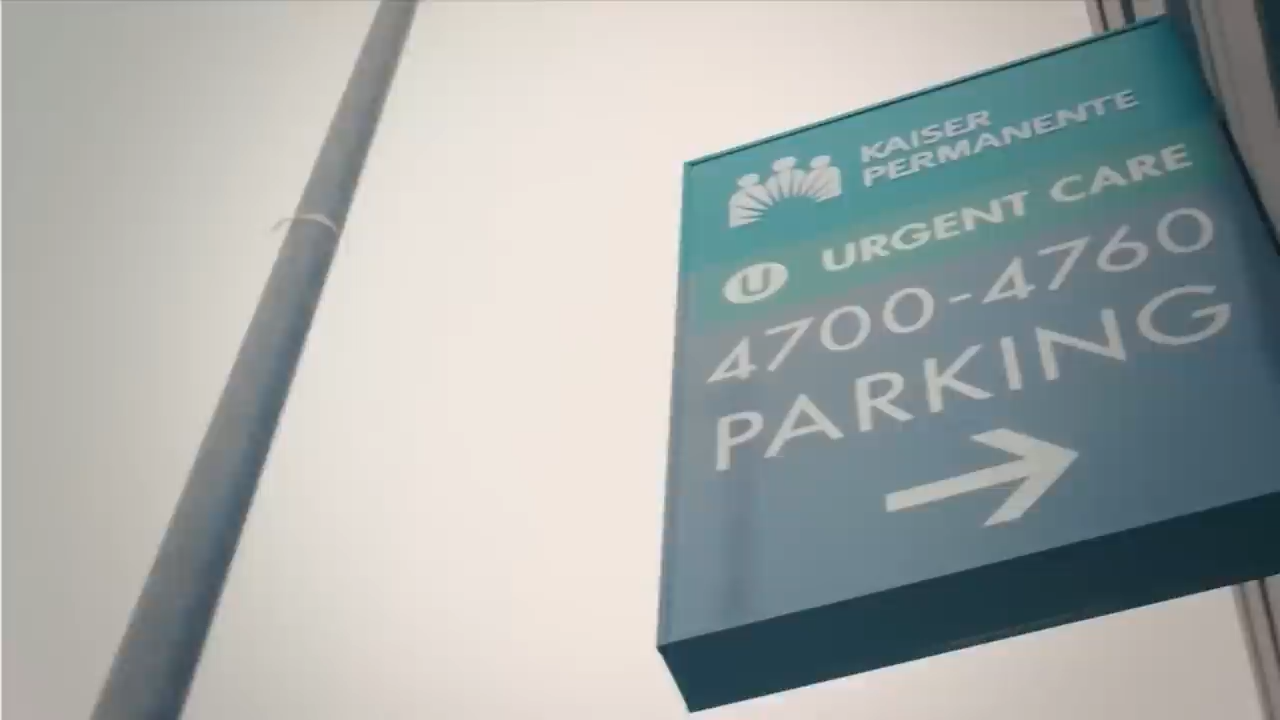 KAISER
PERMANENTE
U URGENT CARE
4700-4760
PARKING